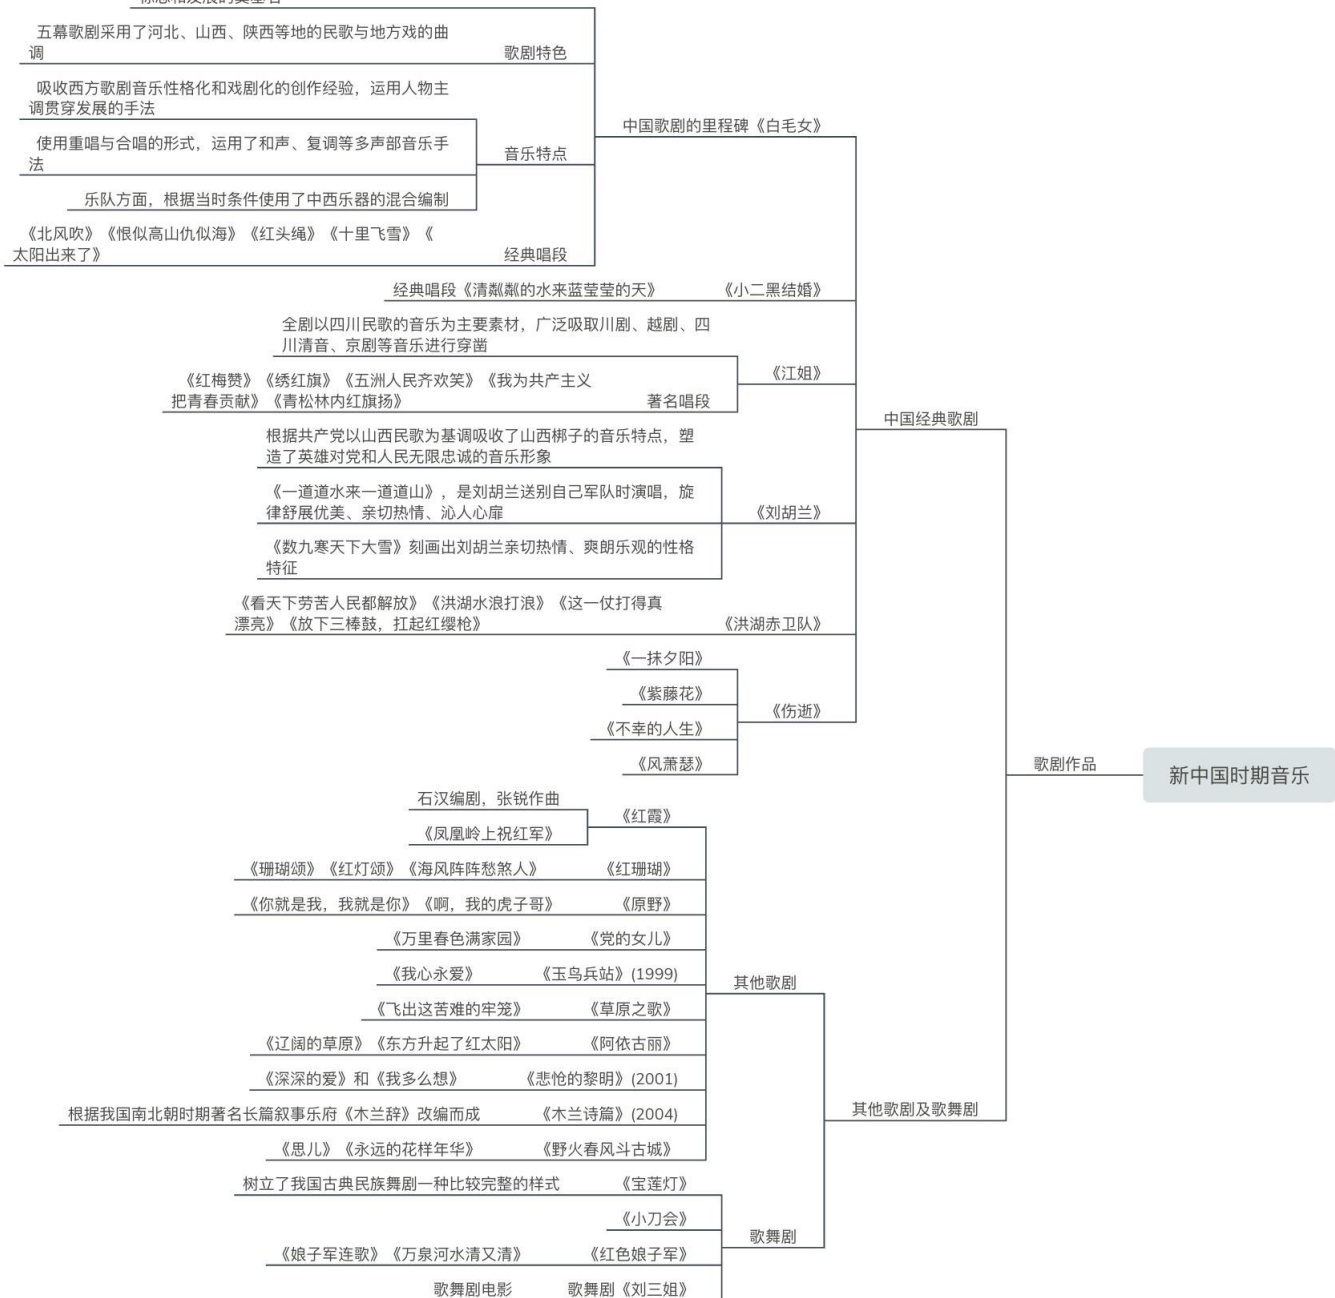 五幕歌剧采用了河北、山西、陕西等地的民歌与地方戏的曲
调
歌剧特色
吸收西方歌剧音乐性格化和戏剧化的创作经验，运用人物主
调贯穿发展的手法
中国歌剧的里程碑《白毛女》
使用重唱与合唱的形式，运用了和声、复调等多声部音乐手
法
音乐特点
乐队方面，根据当时条件使用了中西乐器的混合编制
《北风吹》《恨似高山仇似海》《红头绳》《十里飞雪》《
太阳出来了》
经典唱段
经典唱段《清粼粼的水来蓝莹莹的天》
《小二黑结婚》
全剧以四川民歌的音乐为主要素材，广泛吸取川剧、越剧、四
川清音、京剧等音乐进行穿凿
《江姐》
《红梅赞》《绣红旗》《五洲人民齐欢笑》《我为共产主义
把青春贡献》《青松林内红旗扬》
著名唱段
中国经典歌剧
根据共产党以山西民歌为基调吸收了山西梆子的音乐特点，塑
造了英雄对党和人民无限忠诚的音乐形象
《一道道水来一道道山》，是刘胡兰送别自己军队时演唱，旋
律舒展优美、亲切热情、沁人心扉
《刘胡兰》
《数九寒天下大雪》刻画出刘胡兰亲切热情、爽朗乐观的性格
特征
《看天下劳苦人民都解放》《洪湖水浪打浪》《这一仗打得真
漂亮》《放下三棒鼓，扛起红缨枪》
《洪湖赤卫队》
《一抹夕阳》
《紫藤花》
《伤逝》
《不幸的人生》
《风萧瑟》
歌剧作品
新中国时期音乐
石汉编剧，张锐作曲
《红霞》
《凤凰岭上祝红军》
《珊瑚颂》《红灯颂》《海风阵阵愁煞人》
《红珊瑚》
《你就是我，我就是你》《啊，我的虎子哥》
《原野》
《万里春色满家园》
《党的女儿》
《我心永爱》
《玉鸟兵站》(1999)
其他歌剧
《飞出这苦难的牢笼》
《草原之歌》
《辽阔的草原》《东方升起了红太阳》
《阿依古丽》
《深深的爱》和《我多么想》
《悲怆的黎明》(2001)
根据我国南北朝时期著名长篇叙事乐府《木兰辞》改编而成
《木兰诗篇》(2004)
其他歌剧及歌舞剧
《思儿》《永远的花样年华》
《野火春风斗古城》
树立了我国古典民族舞剧一种比较完整的样式
《宝莲灯》
《小刀会》
歌舞剧
《娘子军连歌》《万泉河水清又清》
《红色娘子军》
歌舞剧电影
歌舞剧《刘三姐》